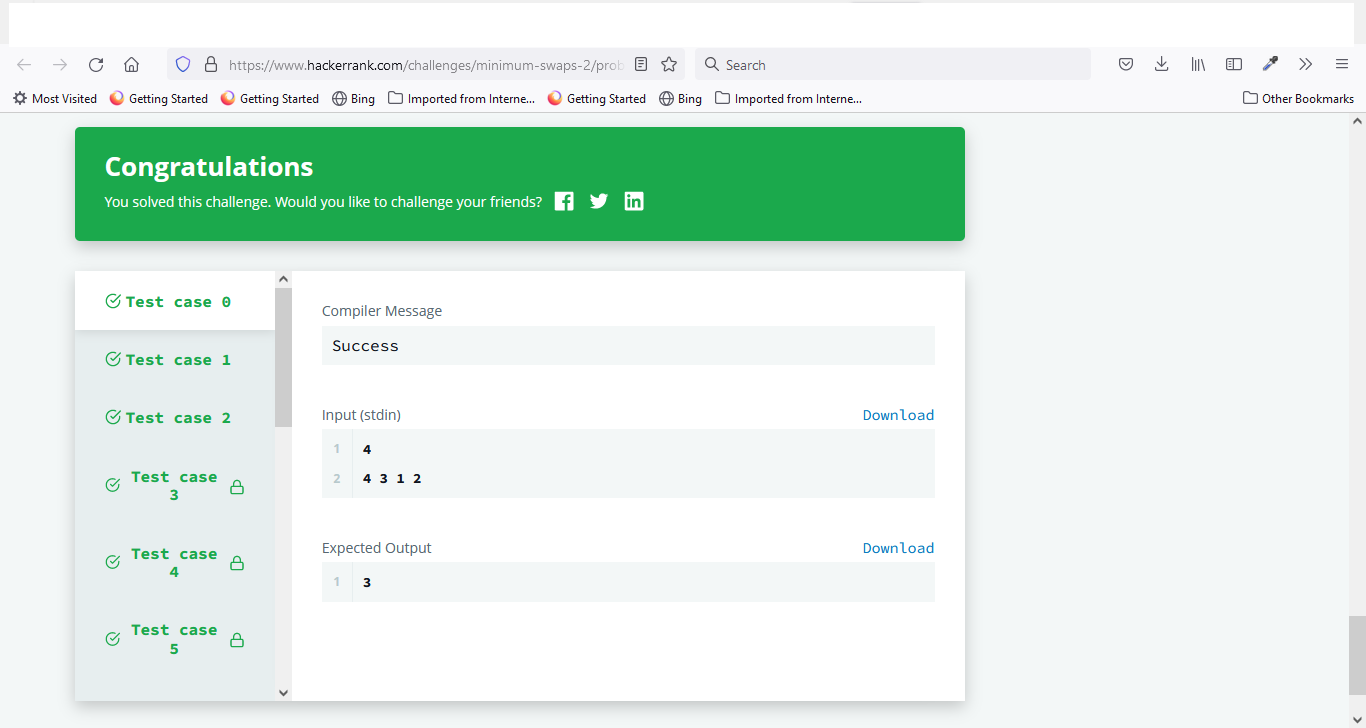 https://www.hackerrank.com/challenges/minimum-swaps-2/prob
Search
Most Visited
Getting Started
Getting Started
Bing
Imported from Interne...
Getting Started
Bing
Imported from Interne...
Other Bookmarks
Congratulations
You solved this challenge. Would you like to challenge your friends?
Test case 0
Test case 1
Test case 2
Test case
3
Test case
4
Test case
5
Compiler Message
Success
Input (stdin)
Download
1 4
2 4 3 1 2
Expected Output
Download
1 3